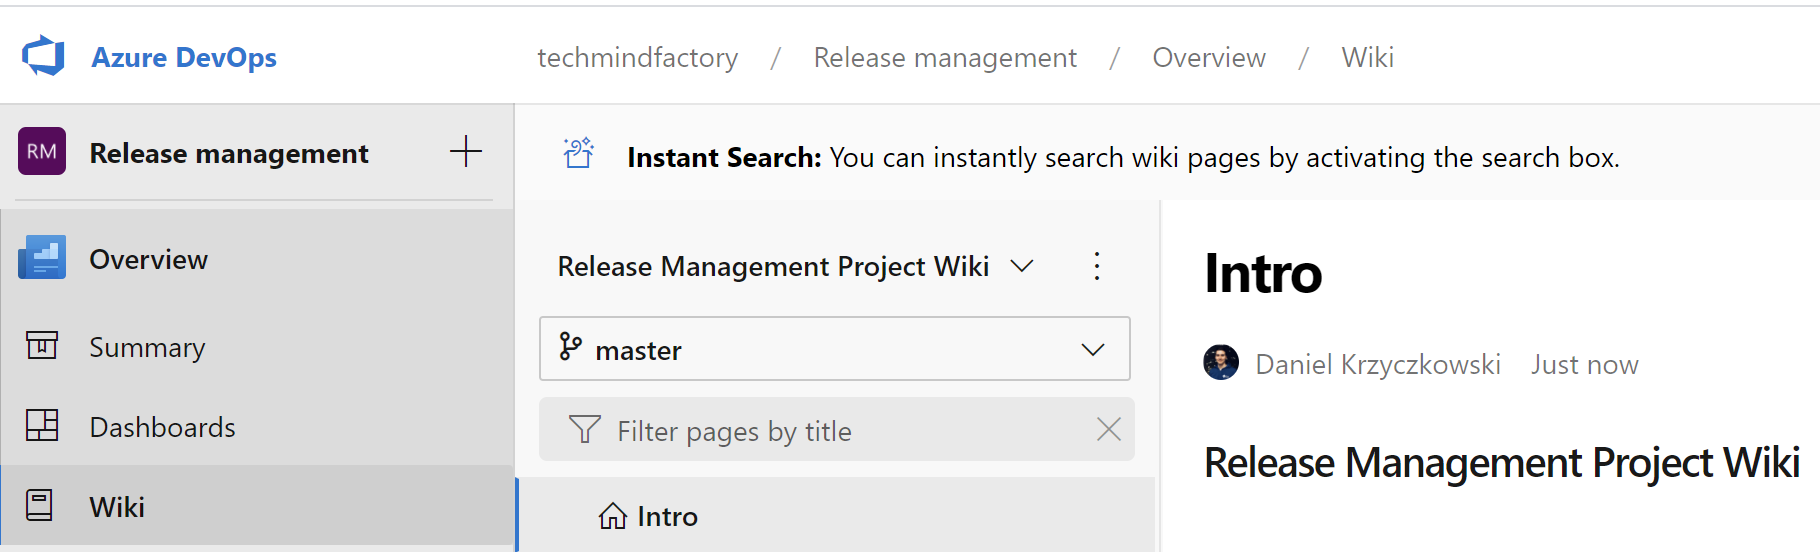 Azure DevOps
techmindfactory / Release management / Overview / Wiki
RM Release management
Overview
Summary
Dashboards
Wiki
Instant Search: You can instantly search wiki pages by activating the search box.
Release Management Project Wiki
master
Filter pages by title
Intro
Intro
Daniel Krzyczkowski Just now
Release Management Project Wiki